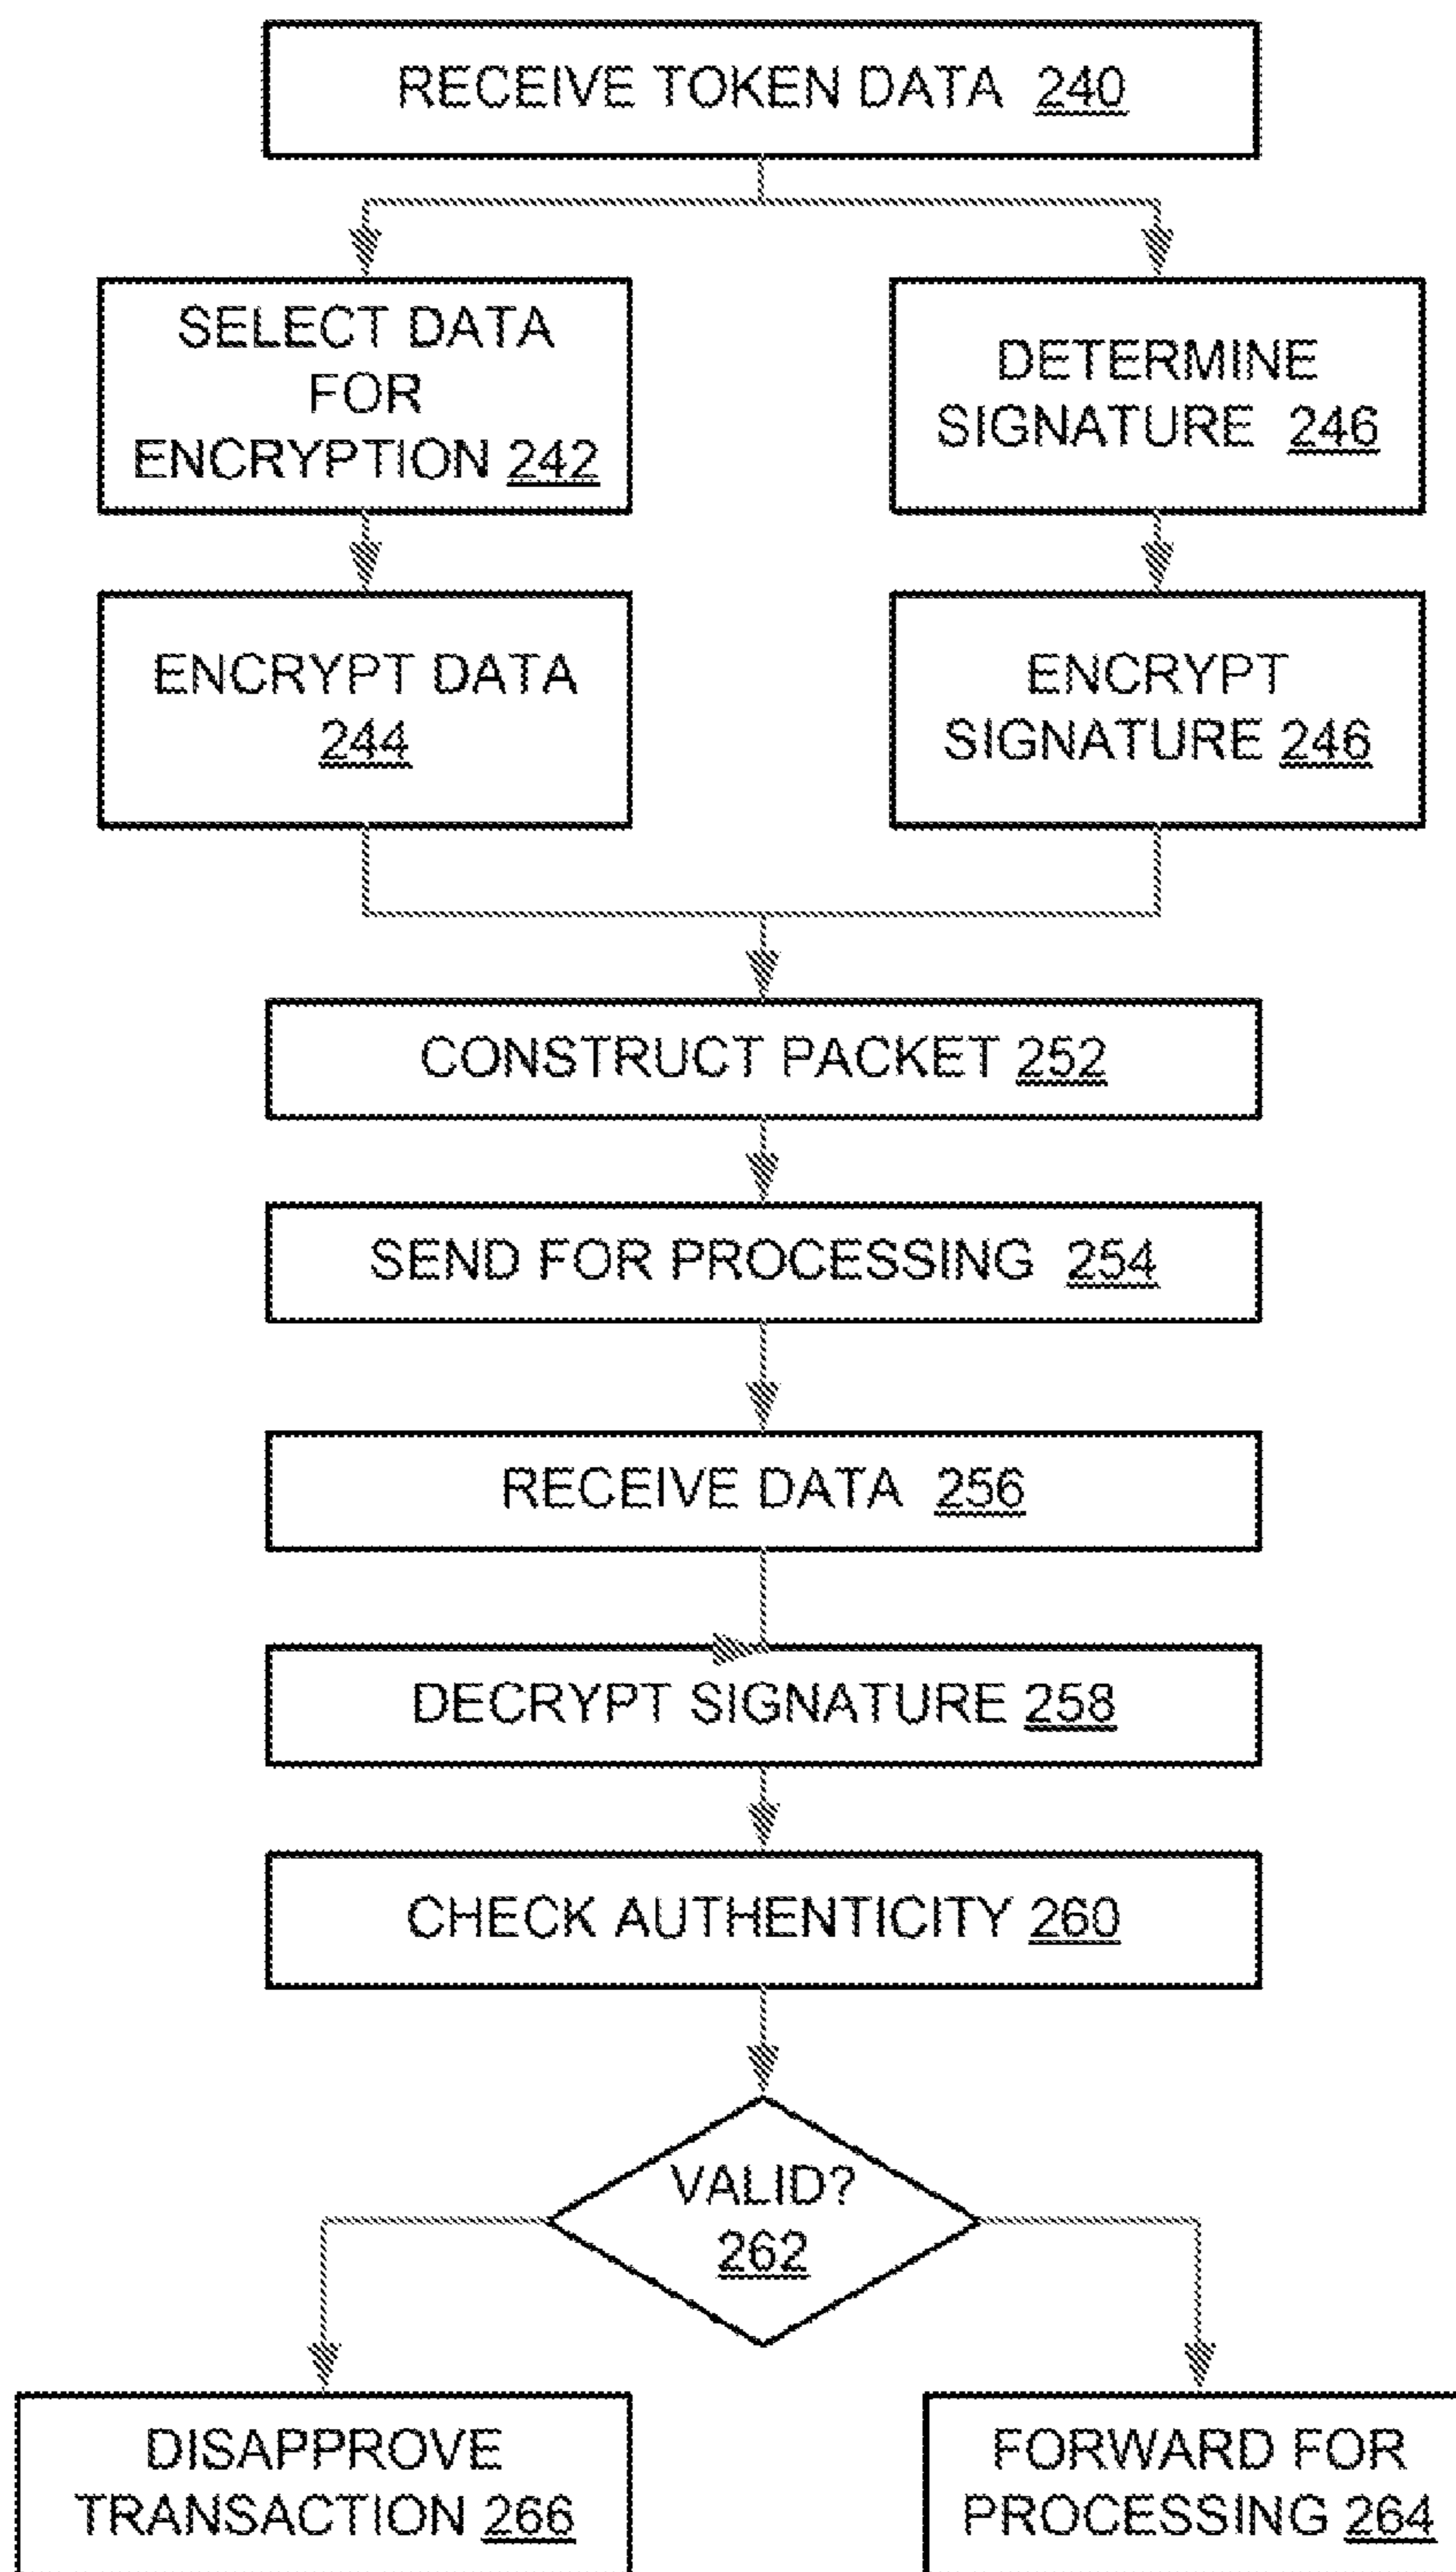 RECEIVE TOKEN DATA 240
SELECT DATA
FOR
ENCRYPTION 242
DETERMINE
SIGNATURE 246
ENCRYPT DATA
244
ENCRYPT
SIGNATURE 246
CONSTRUCT PACKET 252
SEND FOR PROCESSING 254
RECEIVE DATA 256
DECRYPT SIGNATURE 258
CHECK AUTHENTICITY 260
VALID?
262
DISAPPROVE
TRANSACTION 266
FORWARD FOR
PROCESSING 264